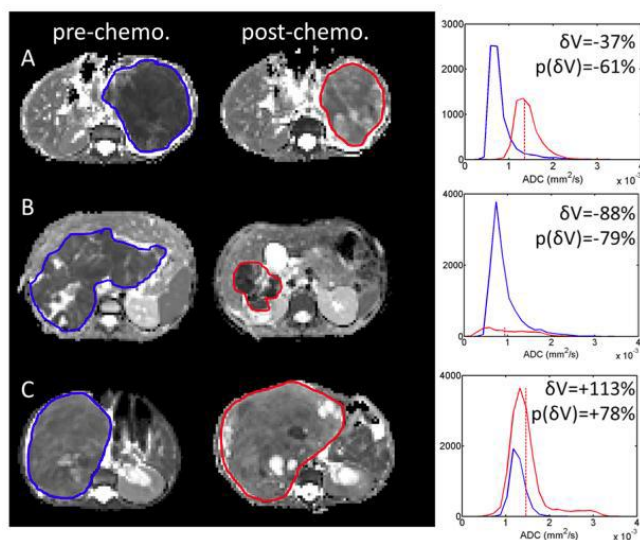 pre-chemo. post-chemo.
A
B
C
3000
2000
1000
0
0 1 2 3 4
ADC (mm²/s) x 10⁻³
δV=-37%
p(δV)=-61%
4000
2000
0
0 1 2 3 4
ADC (mm²/s) x 10⁻³
δV=-88%
p(δV)=-79%
4000
2000
0
0 1 2 3 4
ADC (mm²/s) x 10⁻³
δV=+113%
p(δV)=+78%